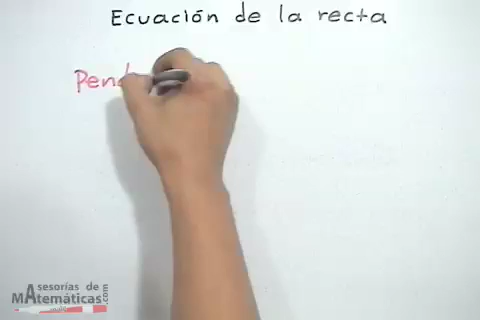 Ecuación de la recta
Pend
Asesorías de
MAtemáticas.com